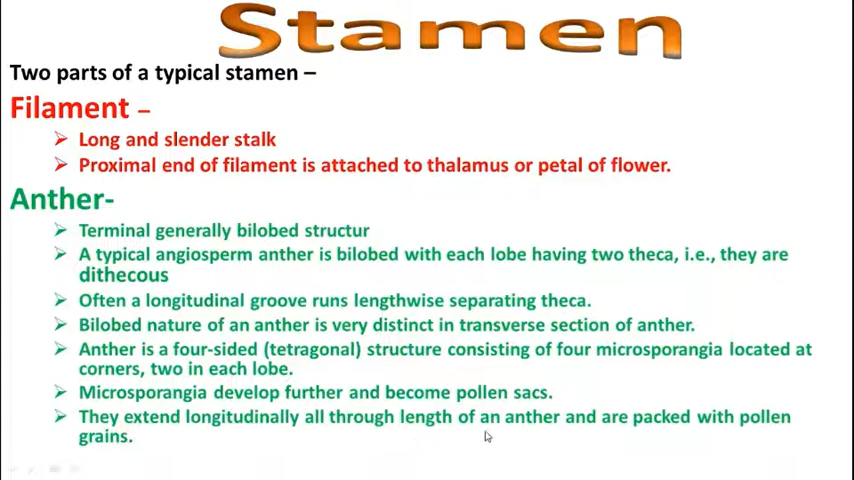 Stamen
Two parts of a typical stamen –
Filament –
➢ Long and slender stalk
➢ Proximal end of filament is attached to thalamus or petal of flower.
Anther-
➢ Terminal generally bilobed structur
➢ A typical angiosperm anther is bilobed with each lobe having two theca, i.e., they are
dithecous
➢ Often a longitudinal groove runs lengthwise separating theca.
➢ Bilobed nature of an anther is very distinct in transverse section of anther.
➢ Anther is a four-sided (tetragonal) structure consisting of four microsporangia located at
corners, two in each lobe.
➢ Microsporangia develop further and become pollen sacs.
➢ They extend longitudinally all through length of an anther and are packed with pollen
grains.